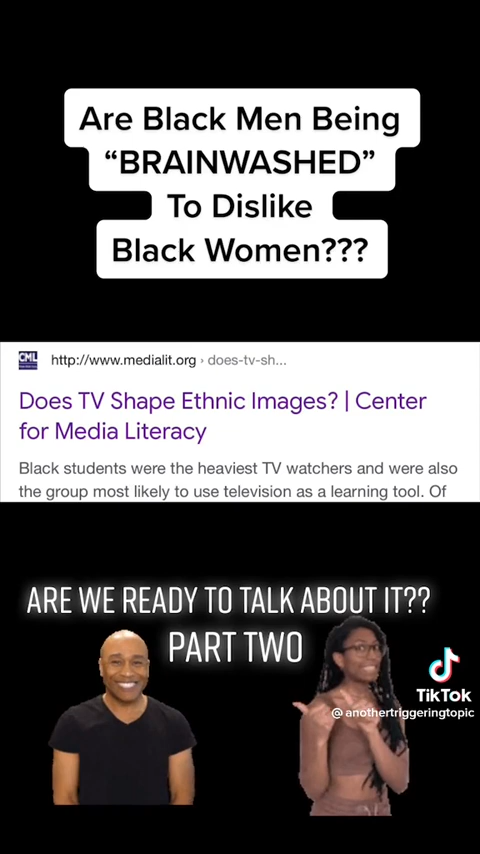 Are Black Men Being
“BRAINWASHED”
To Dislike
Black Women???
CML
http://www.medialit.org › does-tv-sh...
Does TV Shape Ethnic Images? | Center
for Media Literacy
Black students were the heaviest TV watchers and were also
the group most likely to use television as a learning tool. Of
ARE WE READY TO TALK ABOUT IT??
PART TWO
TikTok
@anothertriggeringtopic